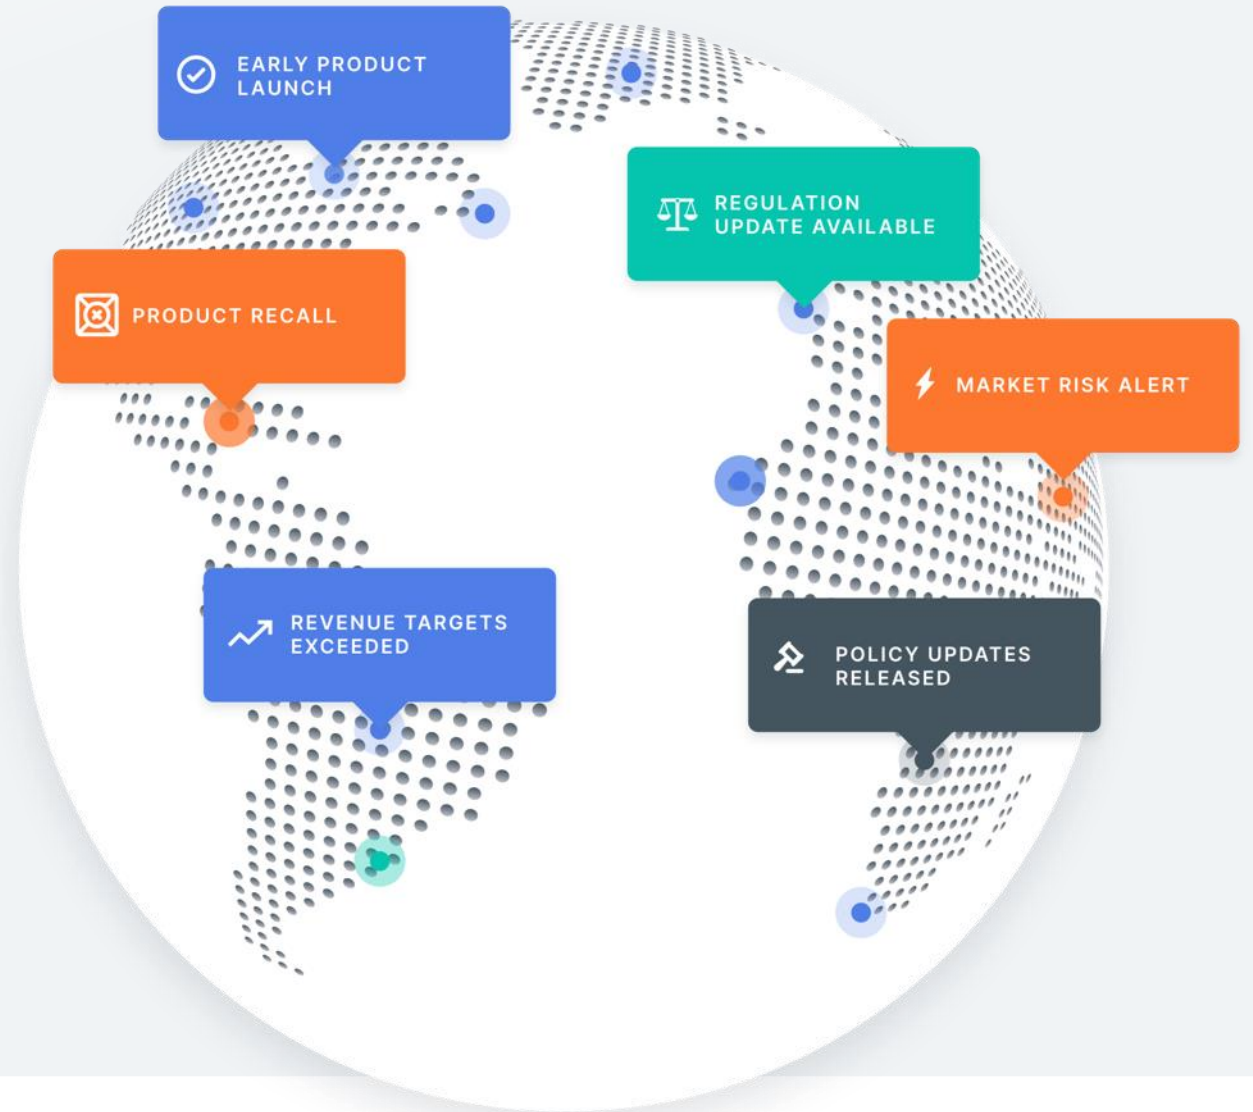 EARLY PRODUCT
LAUNCH
REGULATION
UPDATE AVAILABLE
PRODUCT RECALL
MARKET RISK ALERT
REVENUE TARGETS
EXCEEDED
POLICY UPDATES
RELEASED